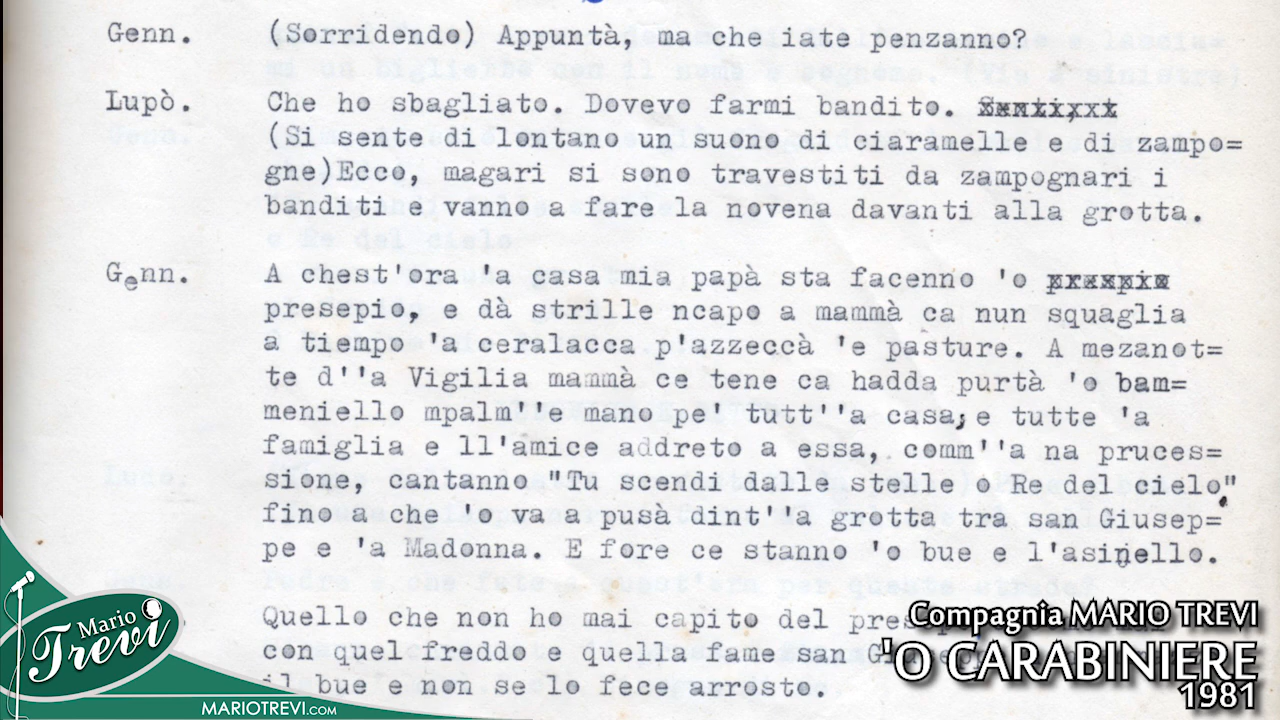 Genn. (Sorridendo) Appuntà, ma che iate penzanno?
Lupò. Che ho sbagliato. Dovevo farmi bandito.
(Si sente di lontano un suono di ciaramelle e di zampo=
gne)Ecco, magari si sono travestiti da zampognari i
banditi e vanno a fare la novena davanti alla grotta.
Genn. A chest'ora 'a casa mia papà sta facenno 'o
presepio, e dà strille ncapo a mammà ca nun squaglia
a tiempo 'a ceralacca p'azzeccà 'e pasture. A mezanot=
te d''a Vigilia mammà ce tene ca hadda purtà 'o bam=
meniello mpalm''e mano pe' tutt''a casa, e tutte 'a
famiglia e ll'amice addreto a essa, comm''a na pruces=
sione, cantanno "Tu scendi dalle stelle o Re del cielo",
fino a che 'o va a pusà dint''a grotta tra san Giusep=
pe e 'a Madonna. E fore ce stanno 'o bue e l'asinello.
Quello che non ho mai capito del
con quel freddo e quella fame san
il bue e non se lo fece arrosto.
Compagnia MARIO TREVI
'O CARABINIERE
1981
Mario
Trevi
MARIOTREVI.COM